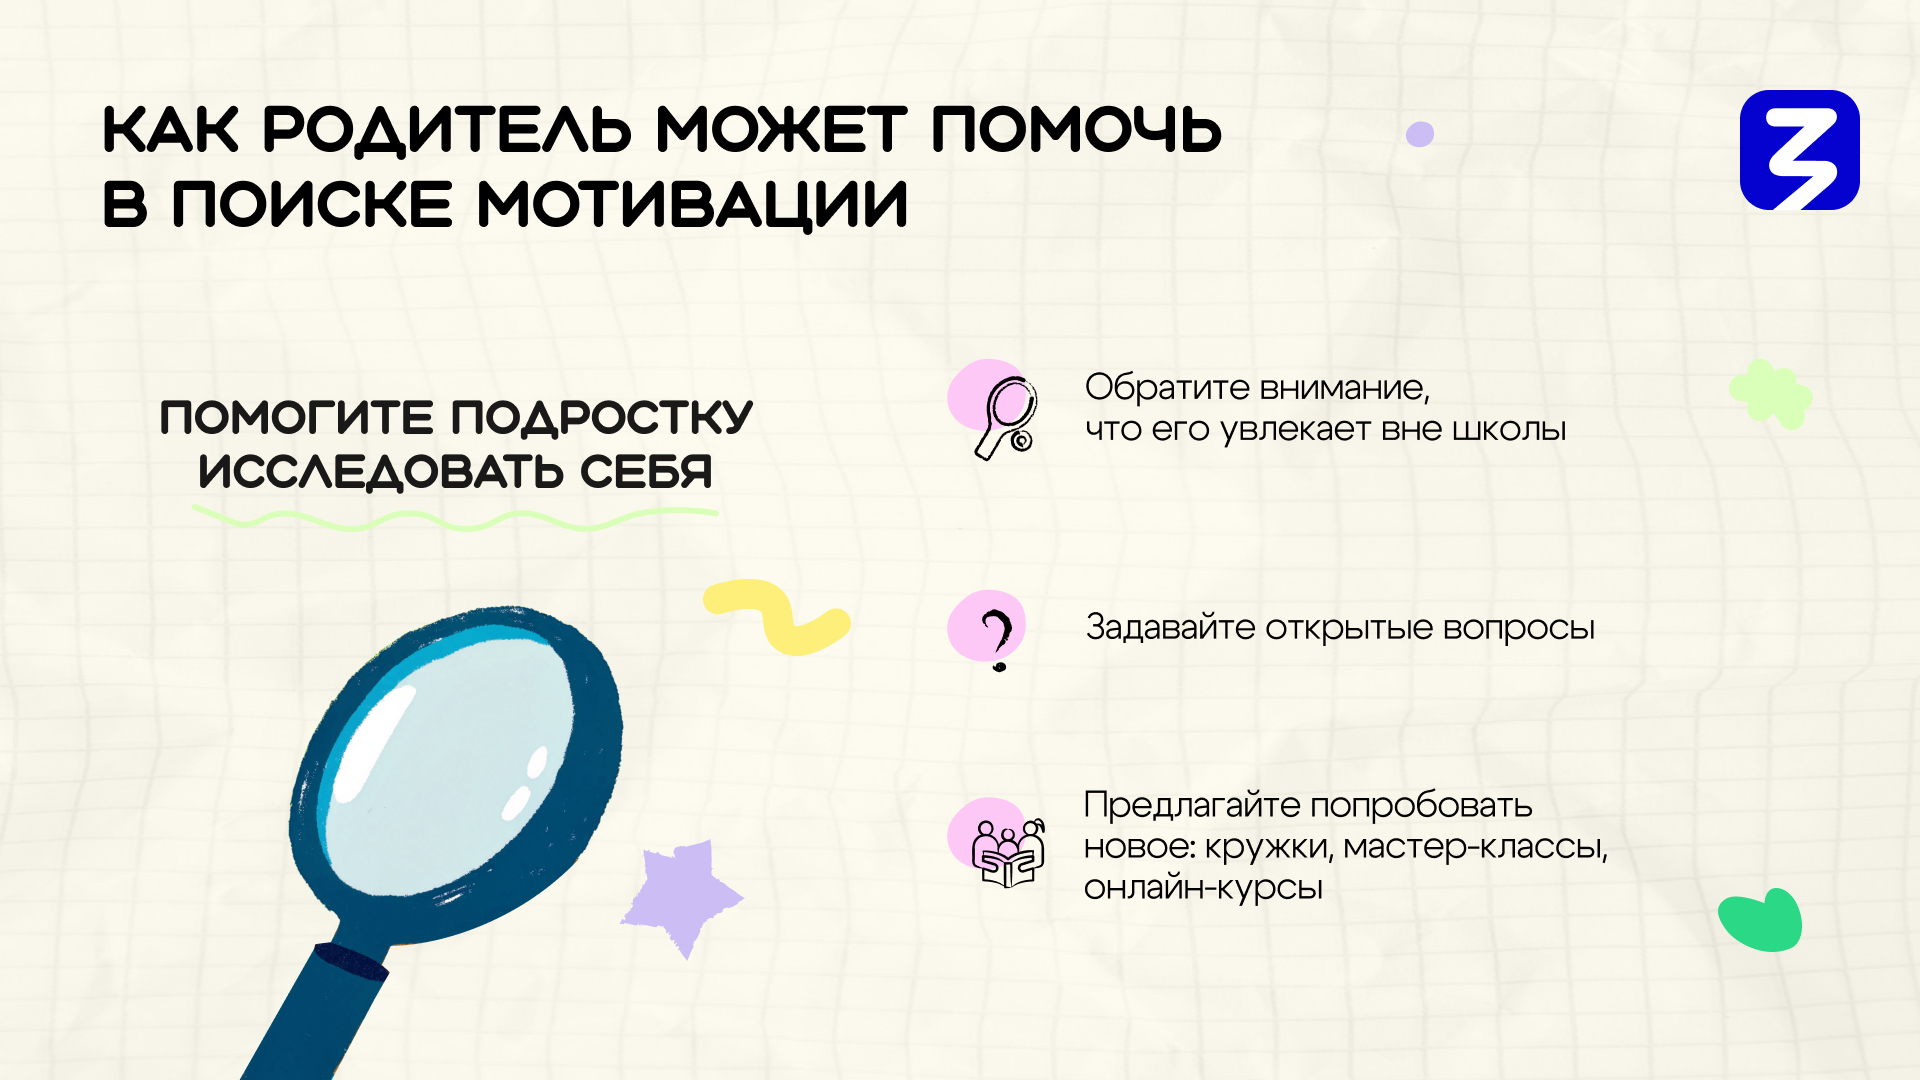 КАК РОДИТЕЛЬ МОЖЕТ ПОМОЧЬ
В ПОИСКЕ МОТИВАЦИИ
ПОМОГИТЕ ПОДРОСТКУ
ИССЛЕДОВАТЬ СЕБЯ
Обратите внимание,
что его увлекает вне школы
Задавайте открытые вопросы
Предлагайте попробовать
новое: кружки, мастер-классы,
онлайн-курсы